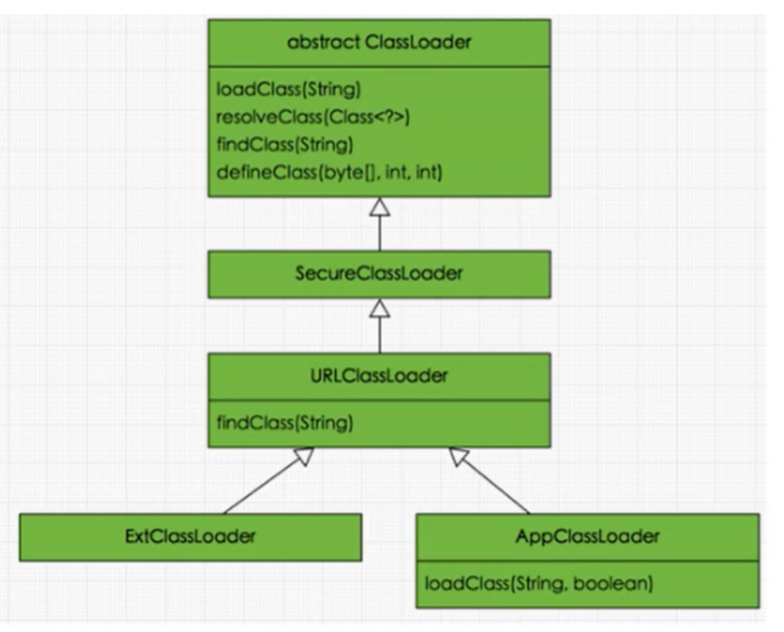 abstract ClassLoader
loadClass(String)
resolveClass(Class<?>)
findClass(String)
defineClass(byte[], int, int)
SecureClassLoader
URLClassLoader
findClass(String)
ExtClassLoader
AppClassLoader
loadClass(String, boolean)